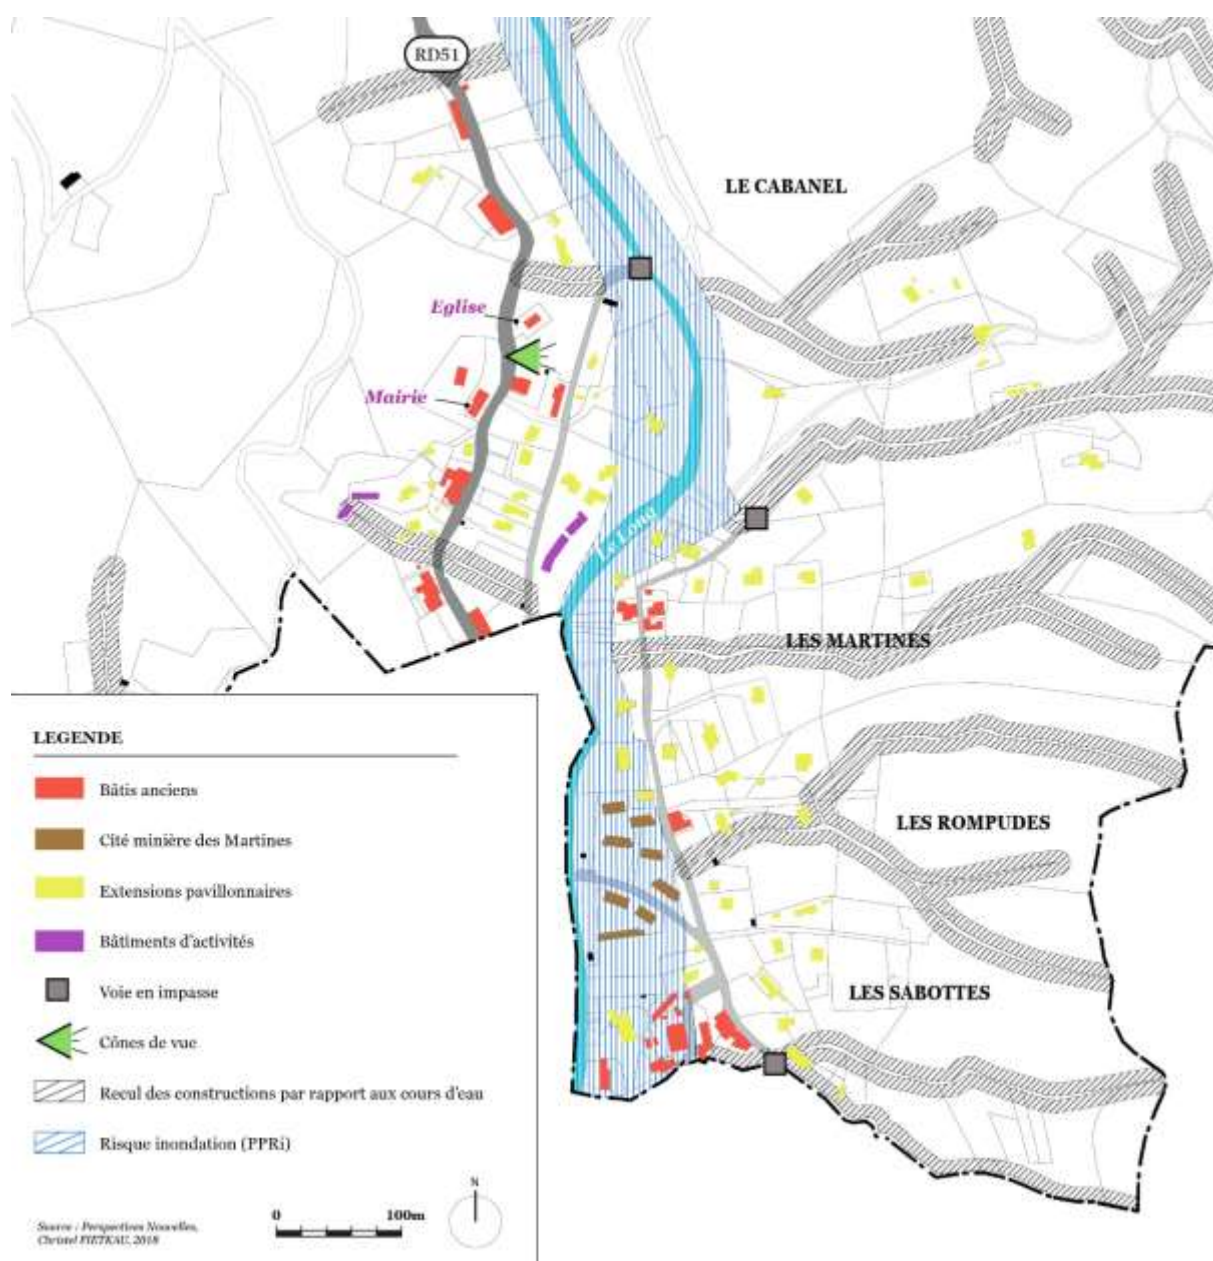 RD51
LE CABANEL
Eglise
Mairie
Le Long
LES MARTINES
LES ROMPUDES
LES SABOTTES
LEGENDE
Bâtis anciens
Cité minière des Martines
Extensions pavillonnaires
Bâtiments d'activités
Voie en impasse
Cônes de vue
Recul des constructions par rapport aux cours d'eau
Risque inondation (PPRi)
N
0 100m
Source : Perspectives Nouvelles,
Christel FIETKAU, 2018